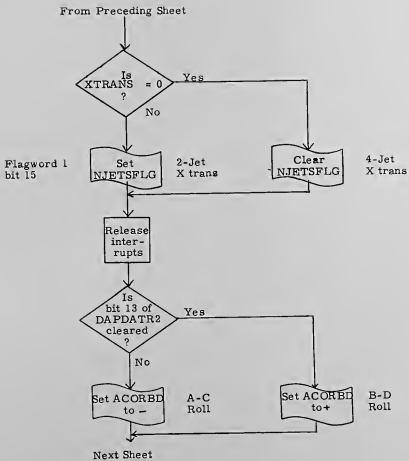 From Preceding Sheet
Is
XTRANS = 0
?
Yes
No
Flagword 1
bit 15
Set
NJETSFLG
2-Jet
X trans
Clear
NJETSFLG
4-Jet
X trans
Release
inter-
rupts
Is
bit 13 of
DAPDATR2
cleared
?
Yes
No
Set ACORBD
to -
A-C
Roll
Set ACORBD
to +
B-D
Roll
Next Sheet